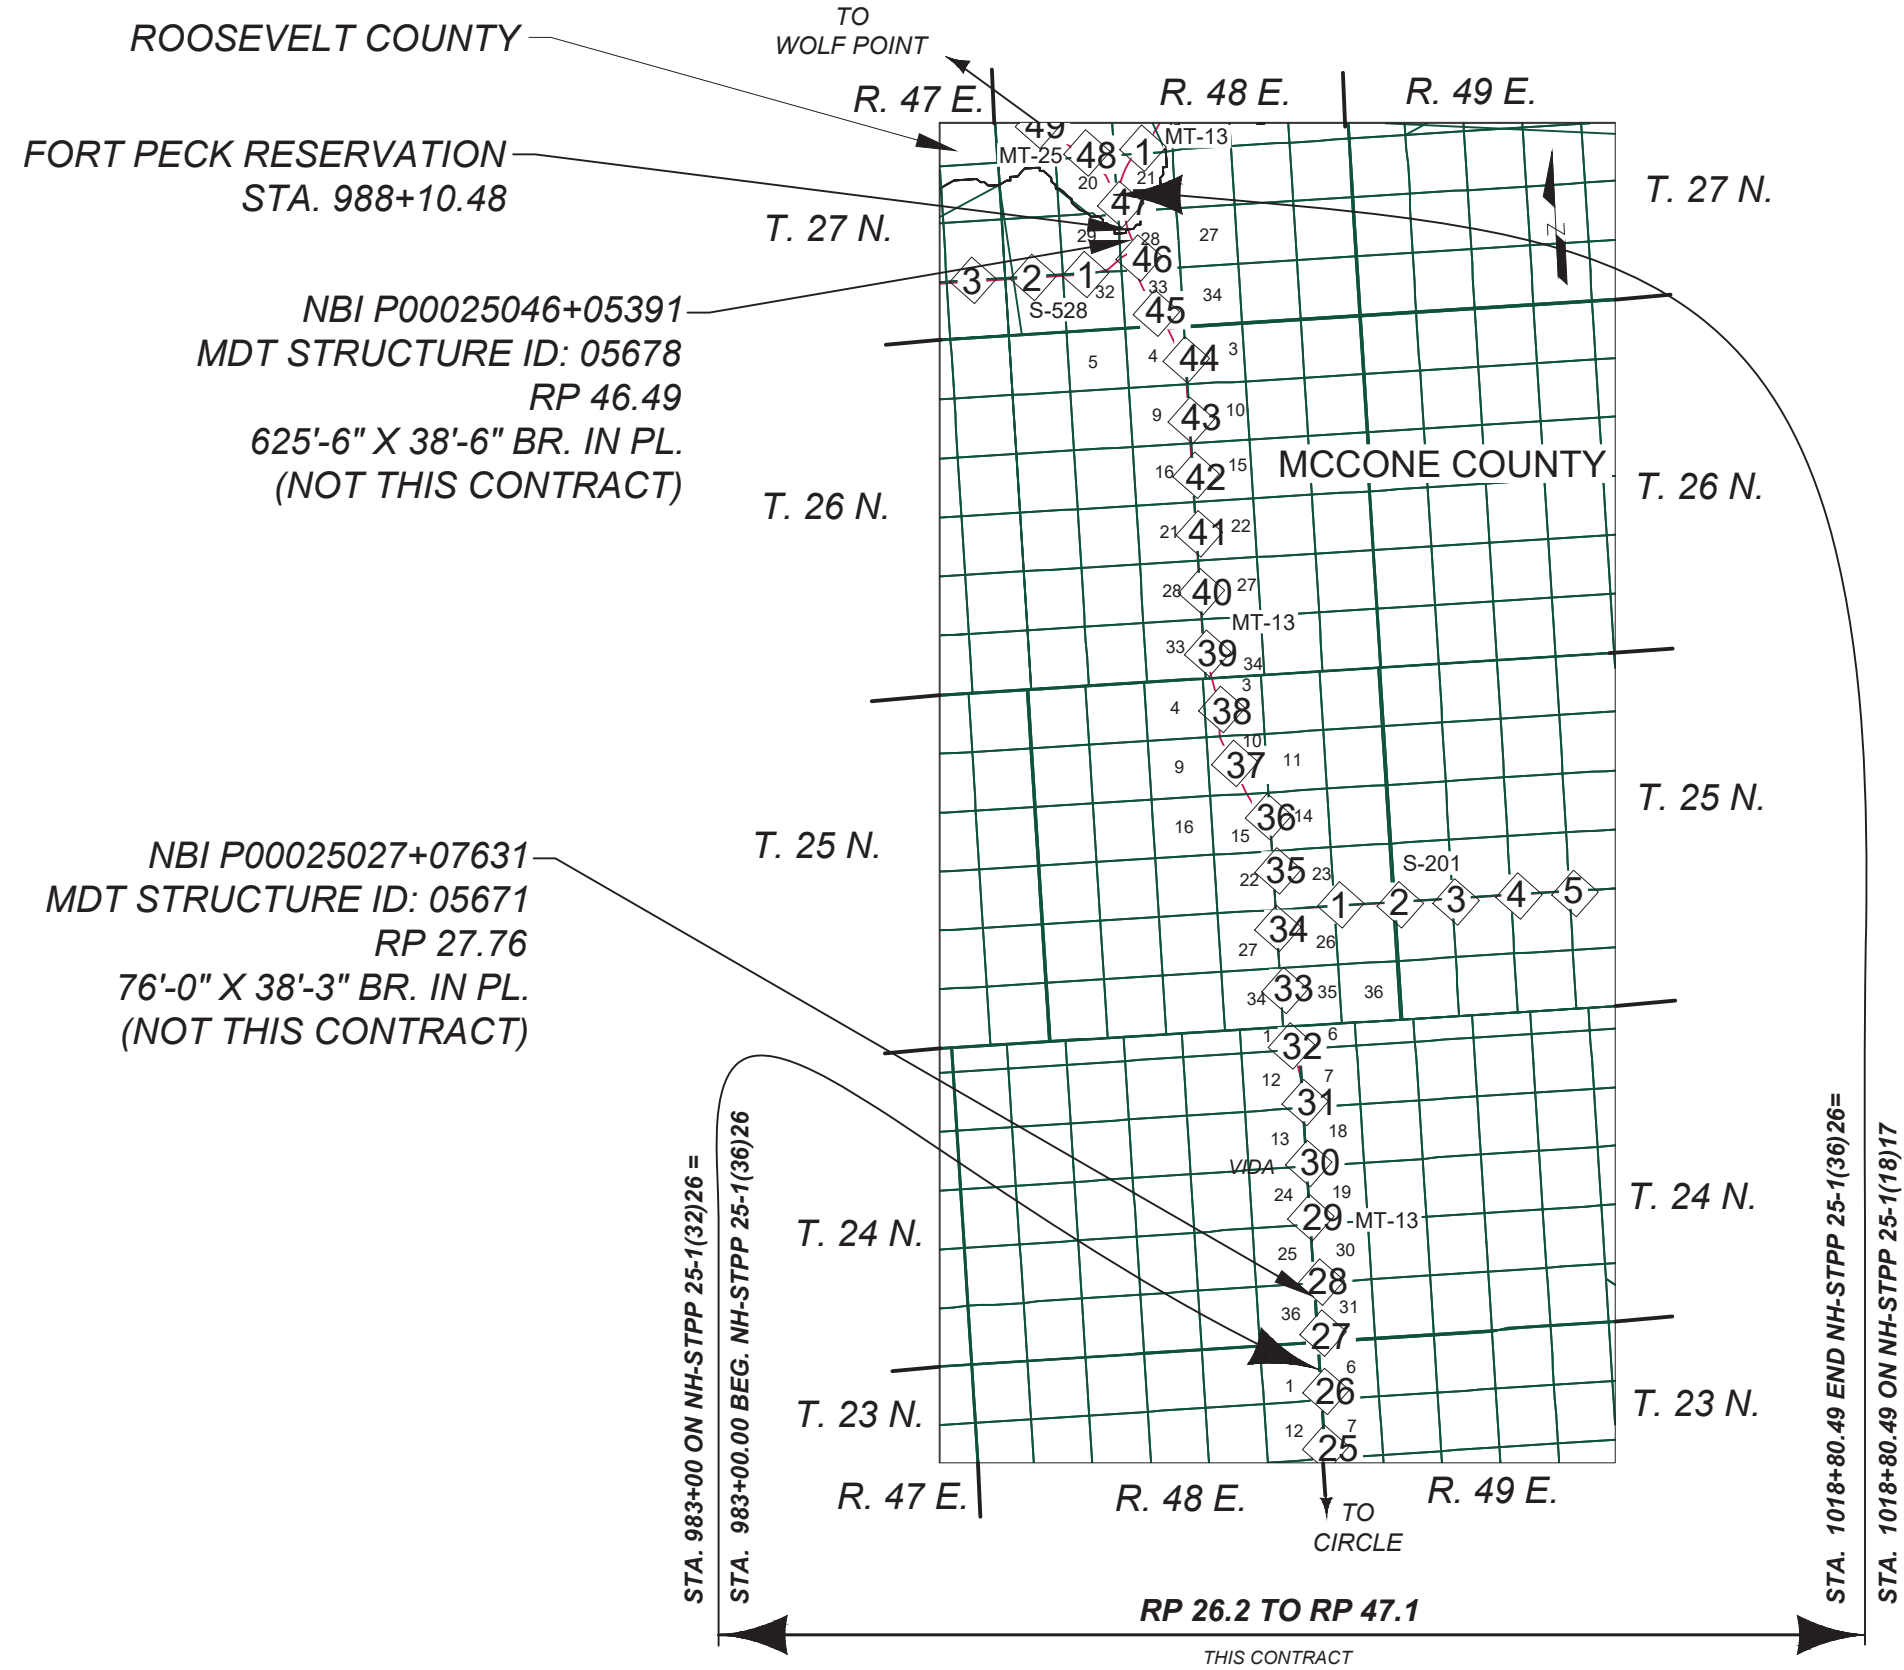 ROOSEVELT COUNTY
TO
WOLF POINT
R. 47 E.
R. 48 E.
R. 49 E.
FORT PECK RESERVATION
STA. 988+10.48
49
MT-25
48
1
MT-13
20
21
47
T. 27 N.
T. 27 N.
29
28
27
46
Z
3
2
1
32
33
34
S-528
45
NBI P00025046+05391
MDT STRUCTURE ID: 05678
RP 46.49
625'-6" X 38'-6" BR. IN PL.
(NOT THIS CONTRACT)
5
4
44
3
9
43
10
MCCONE COUNTY
16
42
15
T. 26 N.
T. 26 N.
21
41
22
28
40
27
MT-13
33
39
34
3
4
38
10
9
37
11
T. 25 N.
T. 25 N.
16
15
36
14
22
35
23
S-201
1
2
3
4
5
34
27
26
34
33
35
36
NBI P00025027+07631
MDT STRUCTURE ID: 05671
RP 27.76
76'-0" X 38'-3" BR. IN PL.
(NOT THIS CONTRACT)
1
32
6
12
7
31
13
18
VIDA
30
24
19
29
MT-13
T. 24 N.
T. 24 N.
25
30
28
36
31
27
6
1
26
T. 23 N.
T. 23 N.
12
7
25
R. 47 E.
R. 48 E.
R. 49 E.
TO
CIRCLE
STA. 983+00 ON NH-STPP 25-1(32)26 =
STA. 983+00.00 BEG. NH-STPP 25-1(36)26
STA. 1018+80.49 END NH-STPP 25-1(36)26=
STA. 1018+80.49 ON NH-STPP 25-1(18)17
RP 26.2 TO RP 47.1
THIS CONTRACT